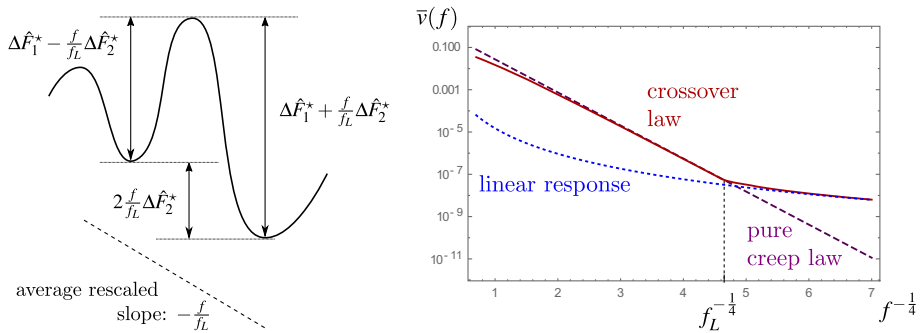 ΔF̂₁* − f/f_L ΔF̂₂*
ΔF̂₁* + f/f_L ΔF̂₂*
2 f/f_L ΔF̂₂*
average rescaled
slope: − f/f_L
v̄(f)
0.100
0.001
10⁻⁵
10⁻⁷
10⁻⁹
10⁻¹¹
crossover
law
linear response
pure
creep law
1 2 3 4 5 6 7
f_L^{-1/4}
f^{-1/4}